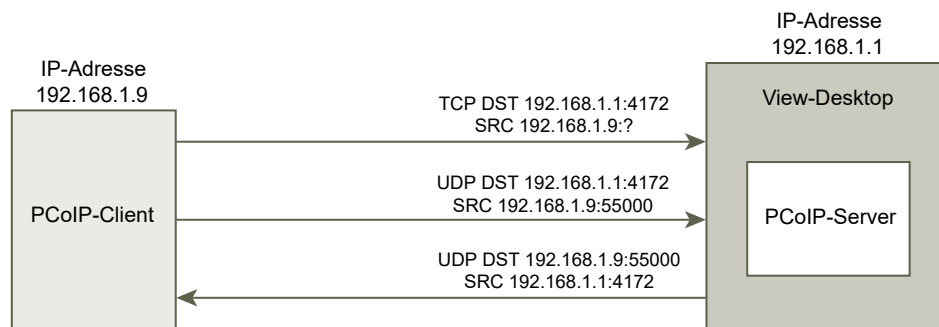 IP-Adresse
192.168.1.9
PCoIP-Client
TCP DST 192.168.1.1:4172
SRC 192.168.1.9:?
UDP DST 192.168.1.1:4172
SRC 192.168.1.9:55000
UDP DST 192.168.1.9:55000
SRC 192.168.1.1:4172
IP-Adresse
192.168.1.1
View-Desktop
PCoIP-Server